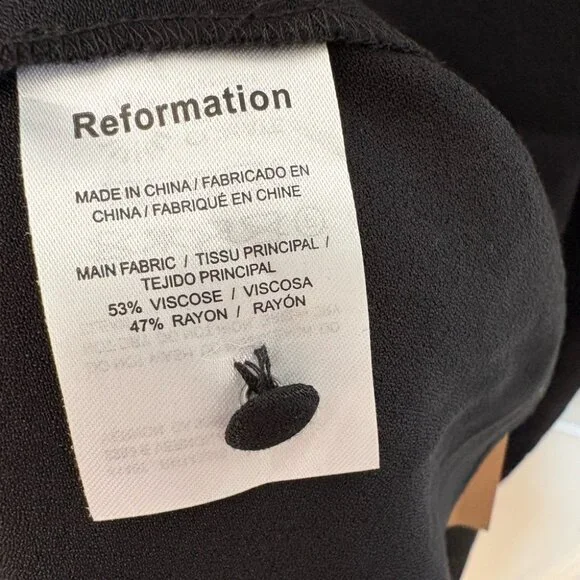 Reformation
MADE IN CHINA / FABRICADO EN
CHINA / FABRIQUÉ EN CHINE
MAIN FABRIC / TISSU PRINCIPAL /
TEJIDO PRINCIPAL
53% VISCOSE / VISCOSA
47% RAYON / RAYÓN